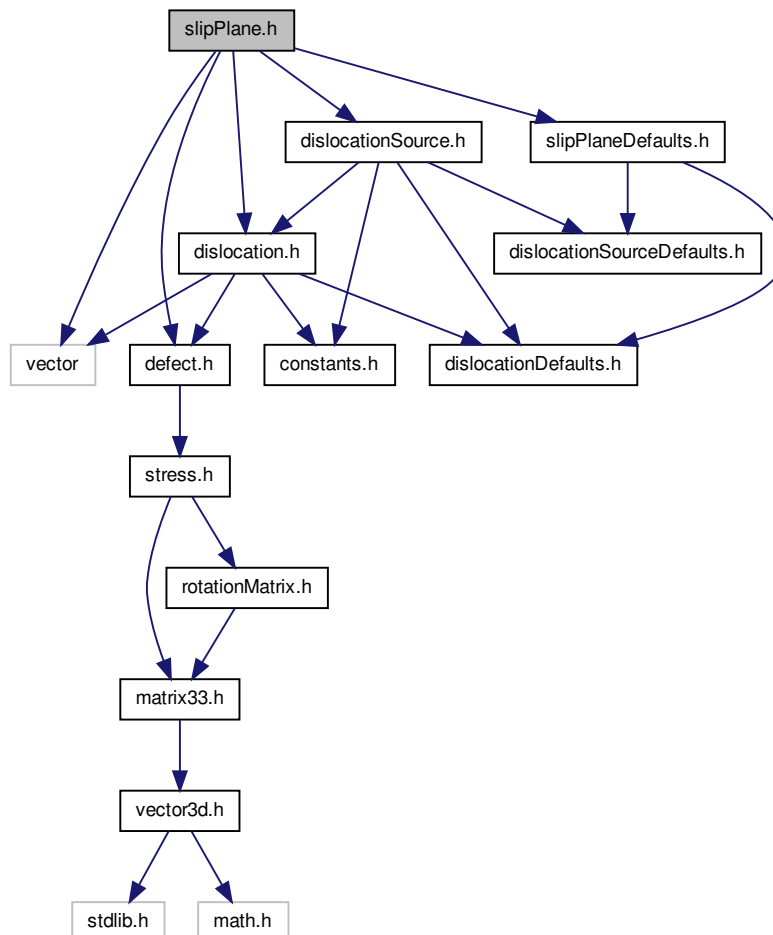 slipPlane.h
dislocationSource.h
slipPlaneDefaults.h
dislocation.h
dislocationSourceDefaults.h
vector
defect.h
constants.h
dislocationDefaults.h
stress.h
rotationMatrix.h
matrix33.h
vector3d.h
stdlib.h
math.h